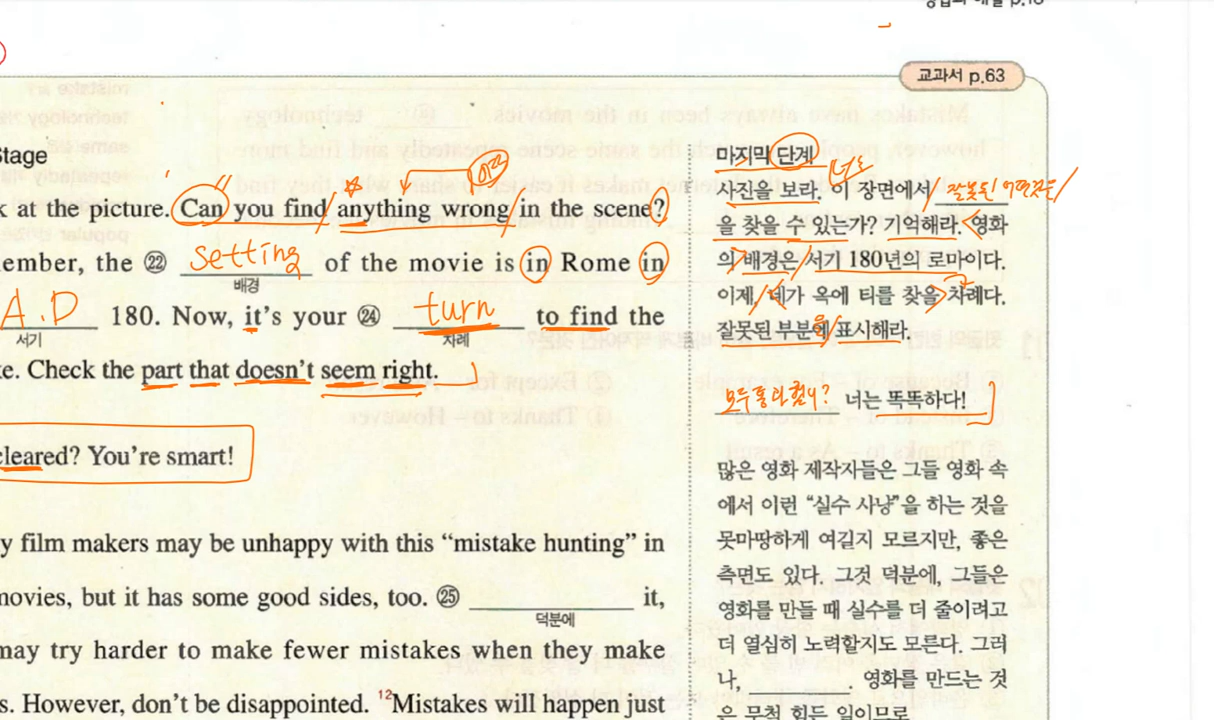 교과서 p.63
Stage
k at the picture. Can you find anything wrong in the scene?
ember, the ㉒ setting of the movie is in Rome in
배경
A.D 180. Now, it's your ㉔ turn to find the
서기 차례
ke. Check the part that doesn't seem right.
cleared? You're smart!
y film makers may be unhappy with this “mistake hunting” in
movies, but it has some good sides, too. ㉕ it,
덕분에
may try harder to make fewer mistakes when they make
s. However, don't be disappointed. 12Mistakes will happen just
마지막 단계
너는
사진을 보라. 이 장면에서 잘못된 어떤것을
을 찾을 수 있는가? 기억해라. 영화
의 배경은 서기 180년의 로마이다.
이제, 네가 옥에 티를 찾을 차례다.
잘못된 부분에 표시해라.
너는 똑똑하다!
많은 영화 제작자들은 그들 영화 속
에서 이런 “실수 사냥”을 하는 것을
못마땅하게 여길지 모르지만, 좋은
측면도 있다. 그것 덕분에, 그들은
영화를 만들 때 실수를 더 줄이려고
더 열심히 노력할지도 모른다. 그러
나, . 영화를 만드는 것
은 무척 힘든 일이므로